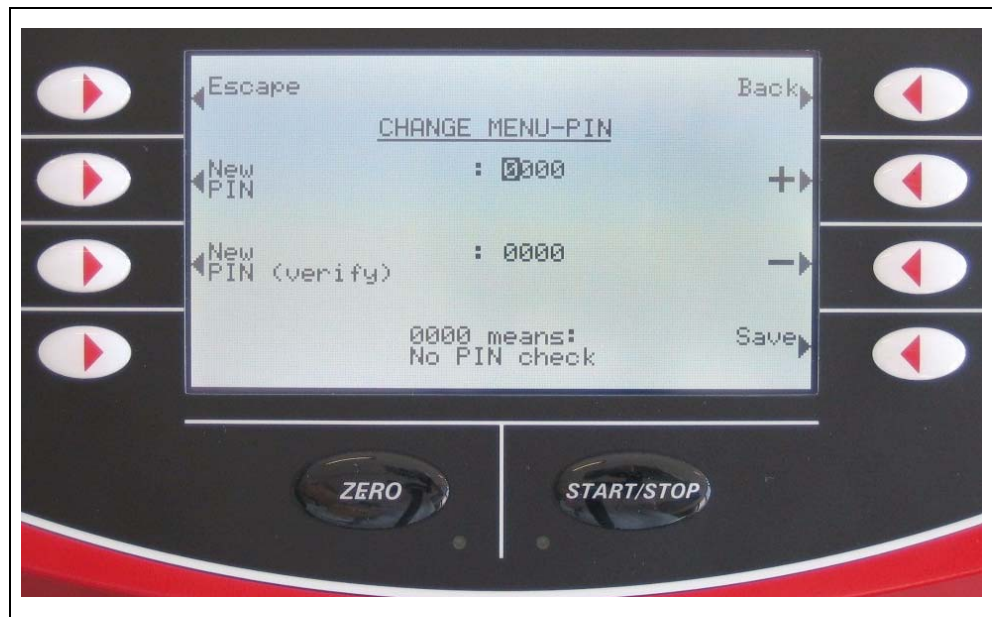 Escape Back
CHANGE MENU-PIN
New : 0000 +
PIN
New : 0000 −
PIN (verify)
0000 means: Save
No PIN check
ZERO START/STOP